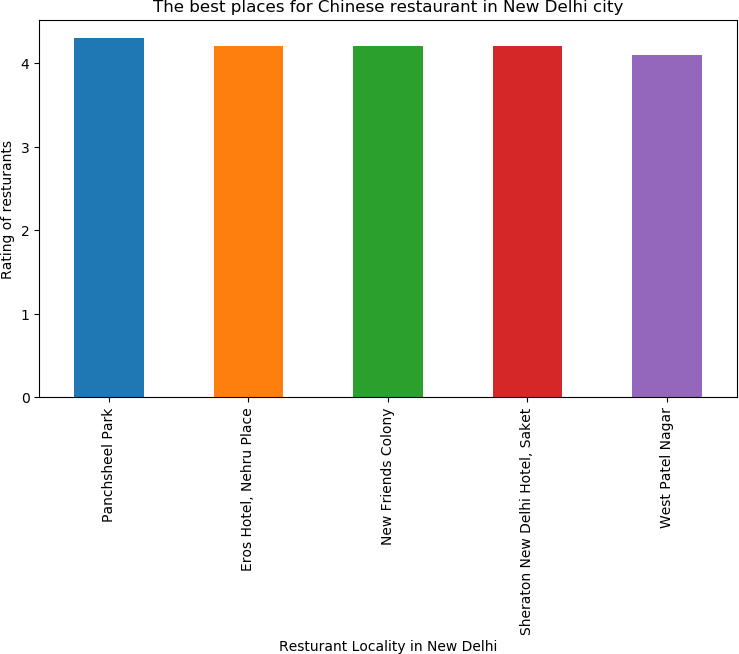 The best places for Chinese restaurant in New Delhi city
Rating of resturants
4
3
2
1
0
Panchsheel Park
Eros Hotel, Nehru Place
New Friends Colony
Sheraton New Delhi Hotel, Saket
West Patel Nagar
Resturant Locality in New Delhi